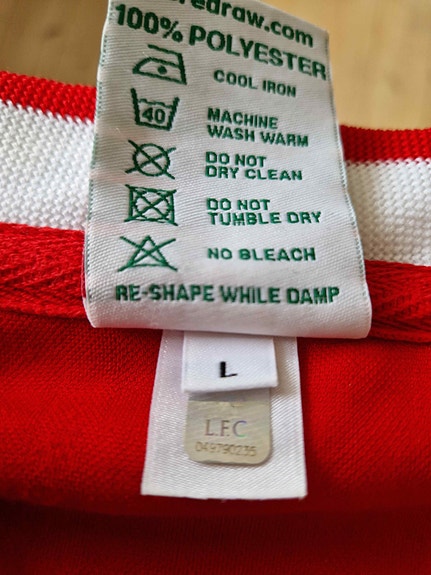 redraw.com
100% POLYESTER
COOL IRON
40
MACHINE
WASH WARM
DO NOT
DRY CLEAN
DO NOT
TUMBLE DRY
NO BLEACH
RE-SHAPE WHILE DAMP
L
L.F.C
049790235